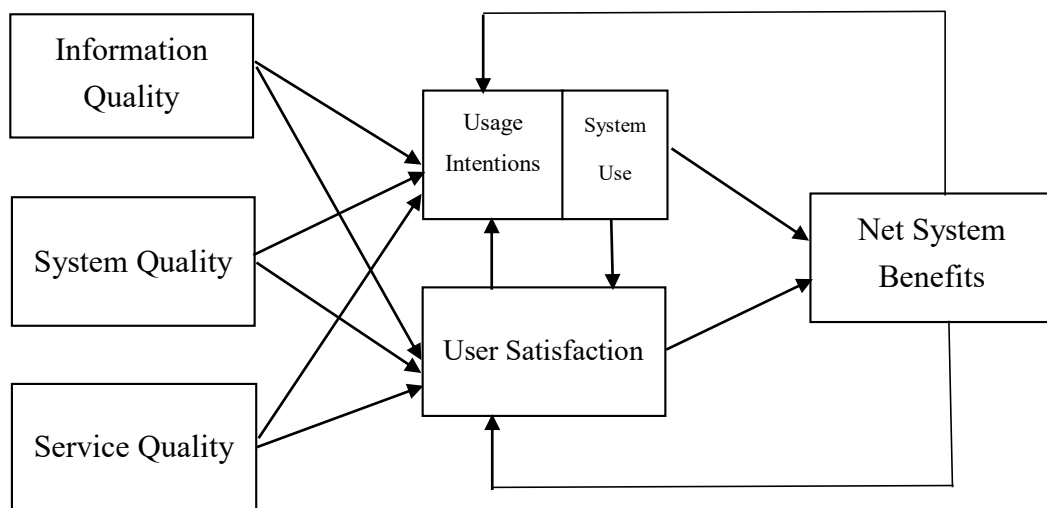 Information
Quality
System Quality
Service Quality
Usage
Intentions
System
Use
User Satisfaction
Net System
Benefits